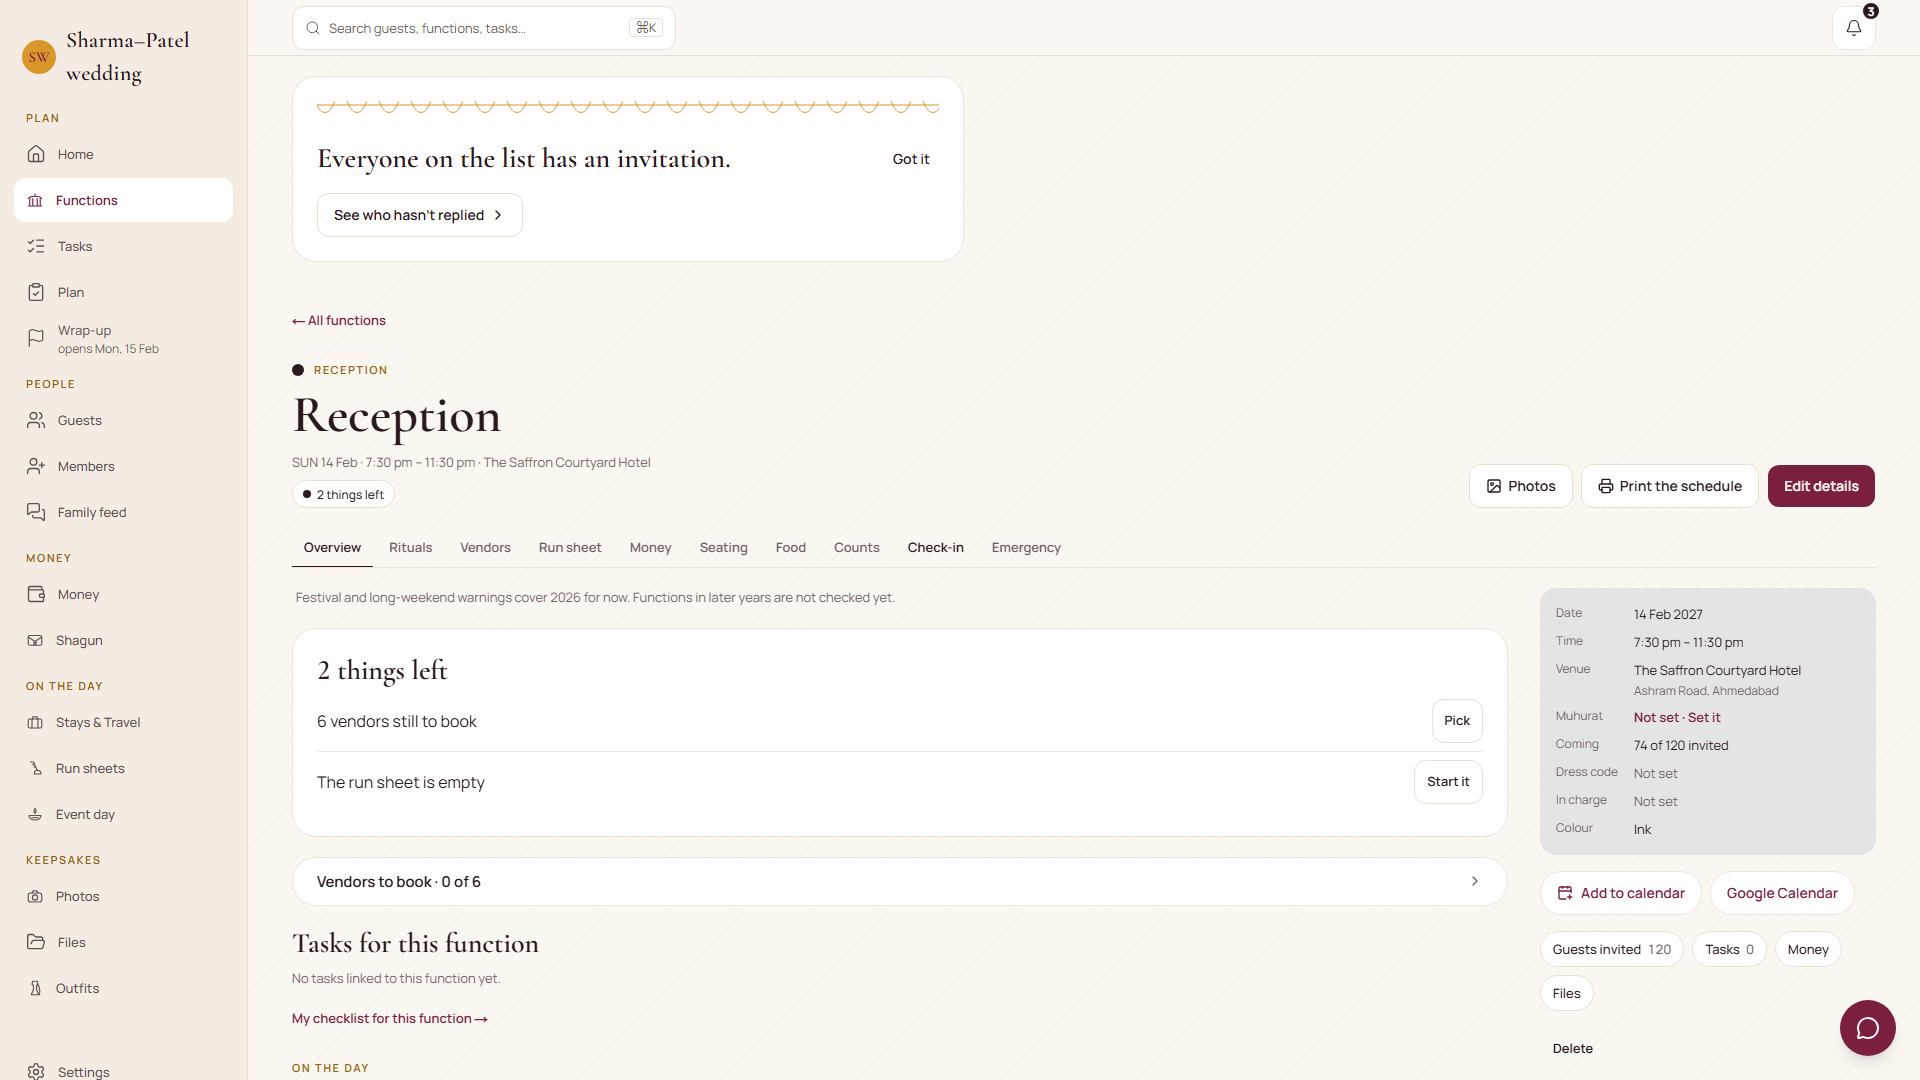 SW
Sharma–Patel
wedding
PLAN
Home
Functions
Tasks
Plan
Wrap-up
opens Mon, 15 Feb
PEOPLE
Guests
Members
Family feed
MONEY
Money
Shagun
ON THE DAY
Stays & Travel
Run sheets
Event day
KEEPSAKES
Photos
Files
Outfits
Settings
Search guests, functions, tasks…
⌘K
3
Everyone on the list has an invitation.
Got it
See who hasn't replied
← All functions
RECEPTION
Reception
SUN 14 Feb · 7:30 pm – 11:30 pm · The Saffron Courtyard Hotel
2 things left
Photos
Print the schedule
Edit details
Overview
Rituals
Vendors
Run sheet
Money
Seating
Food
Counts
Check-in
Emergency
Festival and long-weekend warnings cover 2026 for now. Functions in later years are not checked yet.
2 things left
6 vendors still to book
Pick
The run sheet is empty
Start it
Vendors to book · 0 of 6
Tasks for this function
No tasks linked to this function yet.
My checklist for this function →
ON THE DAY
Date 14 Feb 2027
Time 7:30 pm – 11:30 pm
Venue The Saffron Courtyard Hotel
Ashram Road, Ahmedabad
Muhurat Not set · Set it
Coming 74 of 120 invited
Dress code Not set
In charge Not set
Colour Ink
Add to calendar
Google Calendar
Guests invited 120
Tasks 0
Money
Files
Delete